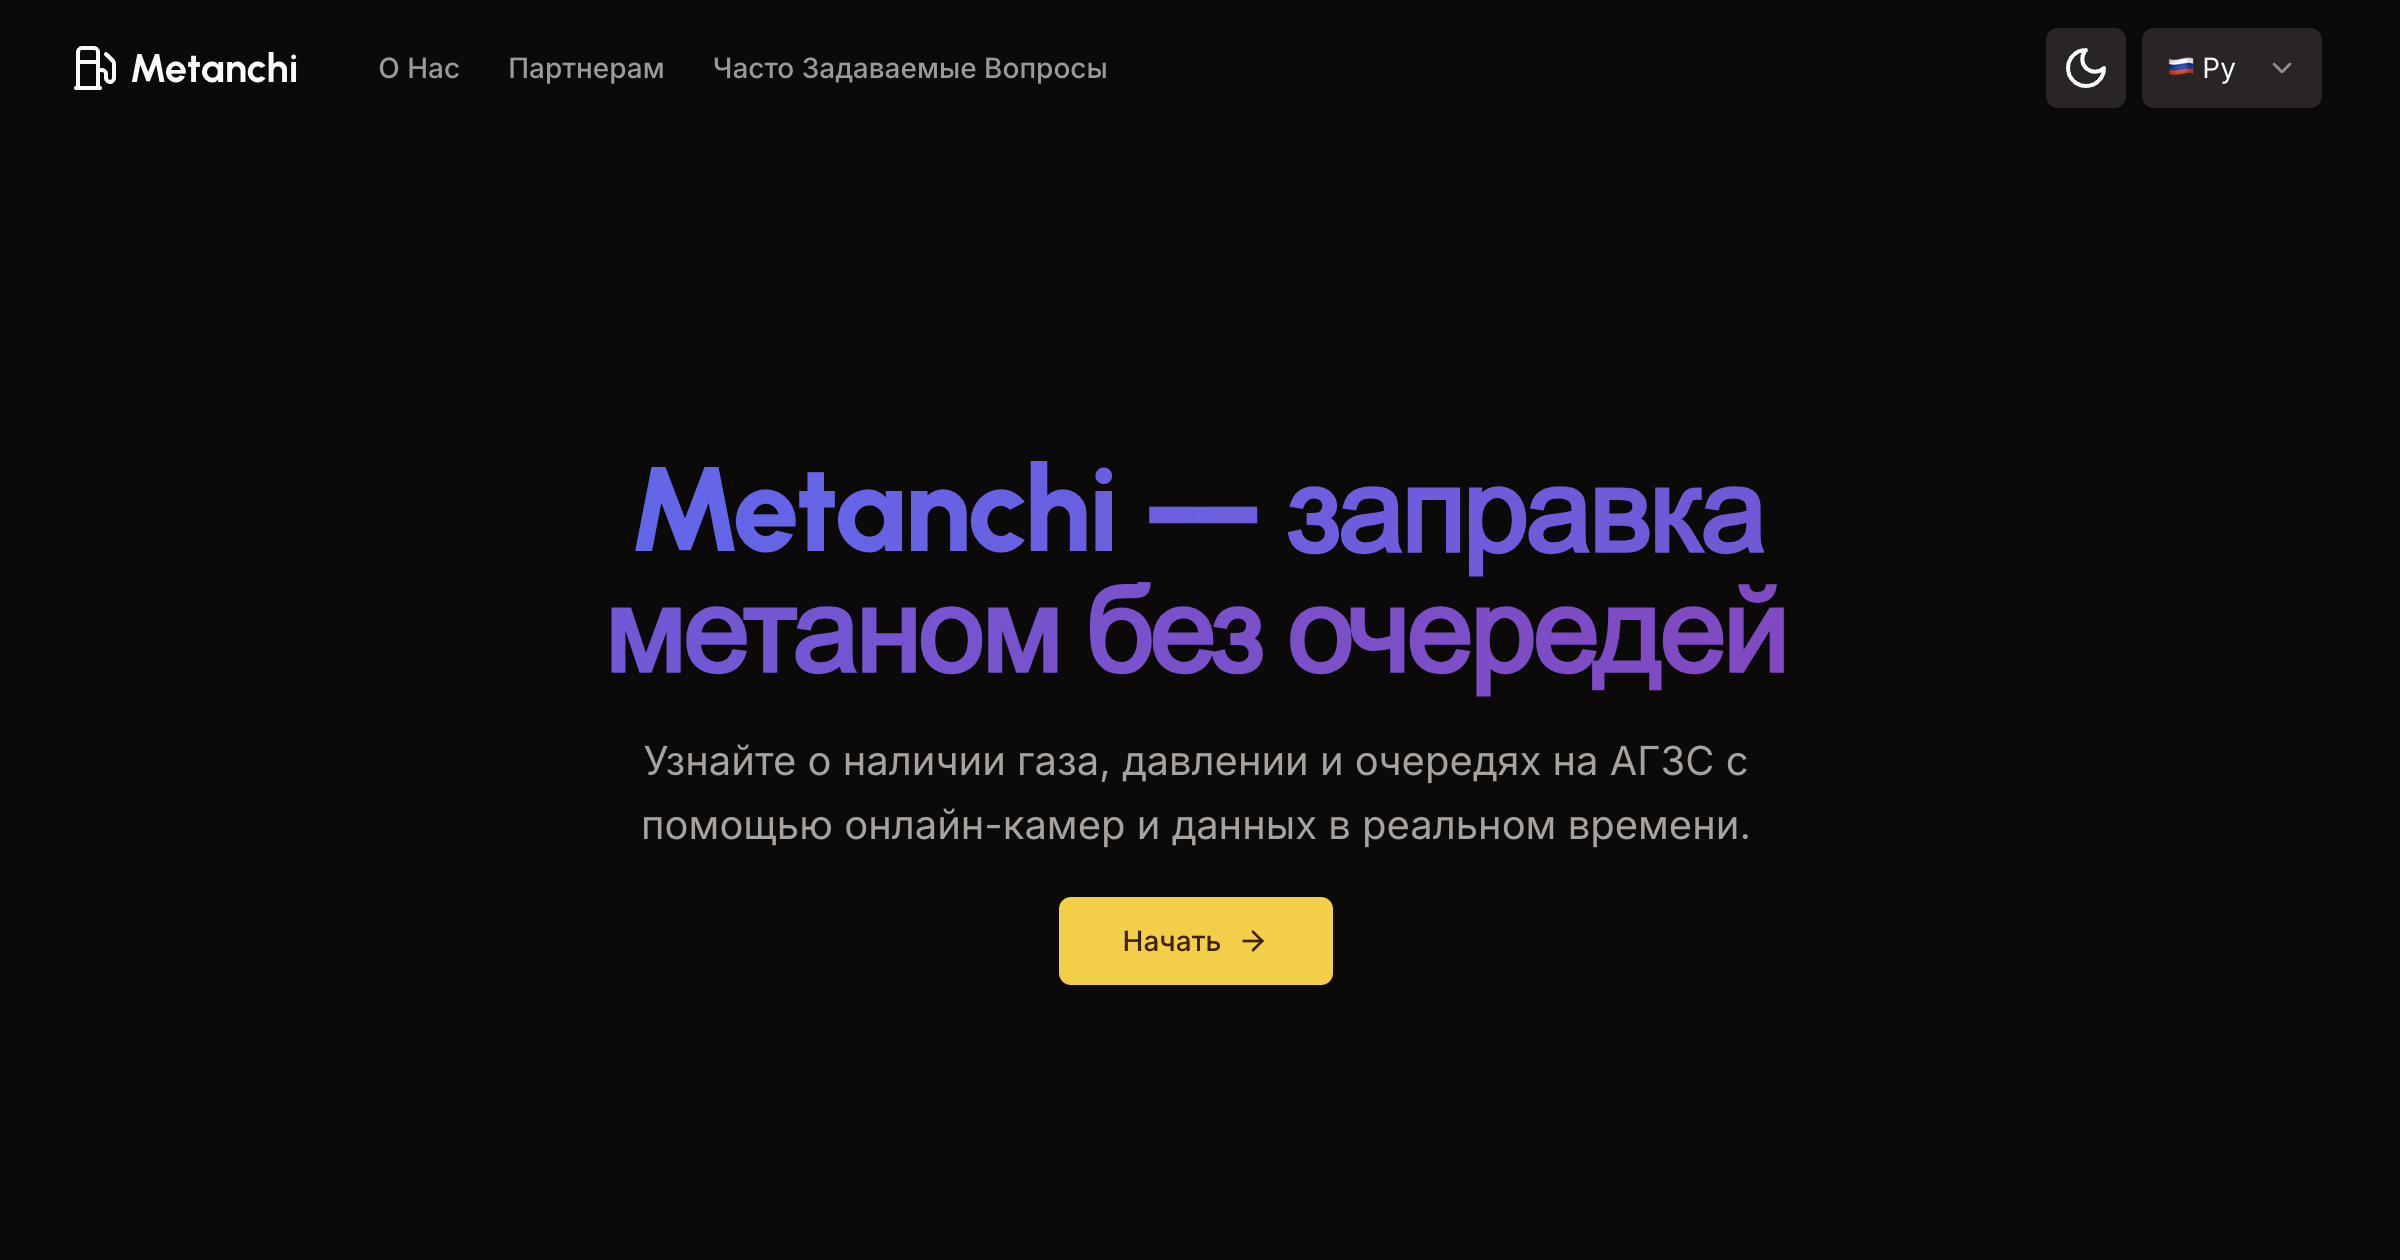 Metanchi
О Нас
Партнерам
Часто Задаваемые Вопросы
Ру
Metanchi — заправка
метаном без очередей
Узнайте о наличии газа, давлении и очередях на АГЗС с
помощью онлайн-камер и данных в реальном времени.
Начать